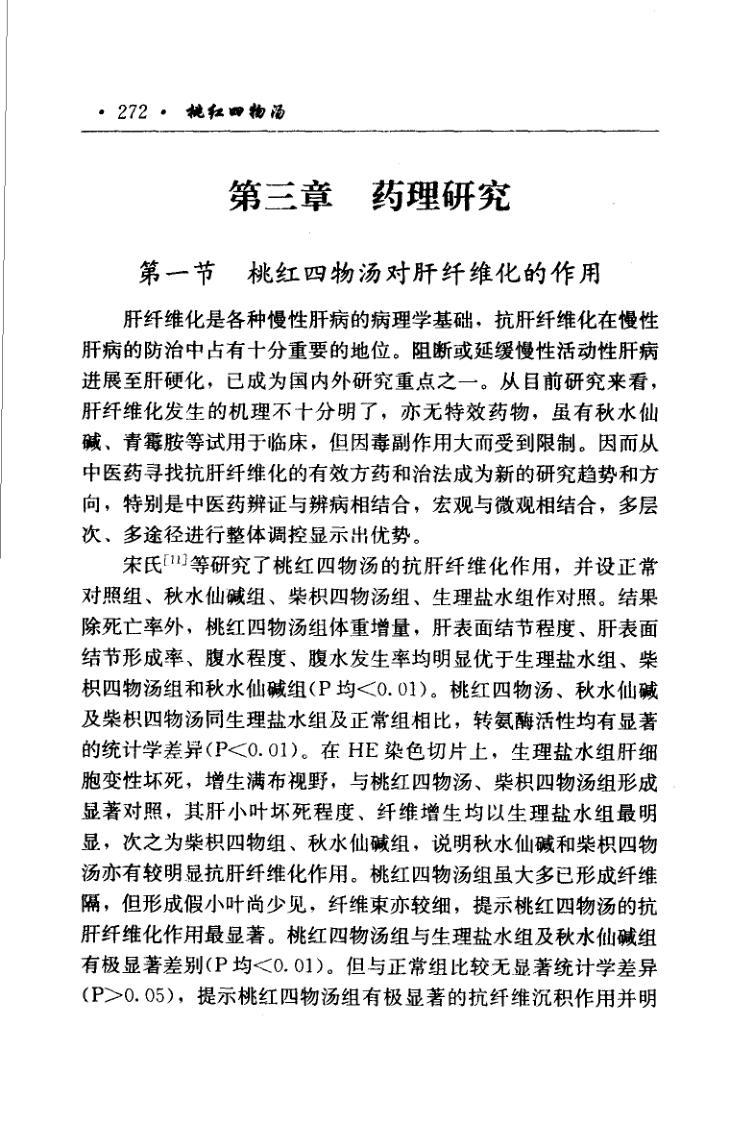 · 272 · 桃红四物汤
第三章 药理研究
第一节 桃红四物汤对肝纤维化的作用
肝纤维化是各种慢性肝病的病理学基础，抗肝纤维化在慢性
肝病的防治中占有十分重要的地位。阻断或延缓慢性活动性肝病
进展至肝硬化，已成为国内外研究重点之一。从目前研究来看，
肝纤维化发生的机理不十分明了，亦无特效药物，虽有秋水仙
碱、青霉胺等试用于临床，但因毒副作用大而受到限制。因而从
中医药寻找抗肝纤维化的有效方药和治法成为新的研究趋势和方
向，特别是中医药辨证与辨病相结合，宏观与微观相结合，多层
次、多途径进行整体调控显示出优势。
宋氏[11]等研究了桃红四物汤的抗肝纤维化作用，并设正常
对照组、秋水仙碱组、柴枳四物汤组、生理盐水组作对照。结果
除死亡率外，桃红四物汤组体重增量，肝表面结节程度、肝表面
结节形成率、腹水程度、腹水发生率均明显优于生理盐水组、柴
枳四物汤组和秋水仙碱组(P均<0.01)。桃红四物汤、秋水仙碱
及柴枳四物汤同生理盐水组及正常组相比，转氨酶活性均有显著
的统计学差异(P<0.01)。在 HE 染色切片上，生理盐水组肝细
胞变性坏死，增生满布视野，与桃红四物汤、柴枳四物汤组形成
显著对照，其肝小叶坏死程度、纤维增生均以生理盐水组最明
显，次之为柴枳四物组、秋水仙碱组，说明秋水仙碱和柴枳四物
汤亦有较明显抗肝纤维化作用。桃红四物汤组虽大多已形成纤维
隔，但形成假小叶尚少见，纤维束亦较细，提示桃红四物汤的抗
肝纤维化作用最显著。桃红四物汤组与生理盐水组及秋水仙碱组
有极显著差别(P均<0.01)。但与正常组比较无显著统计学差异
(P>0.05)，提示桃红四物汤组有极显著的抗纤维沉积作用并明